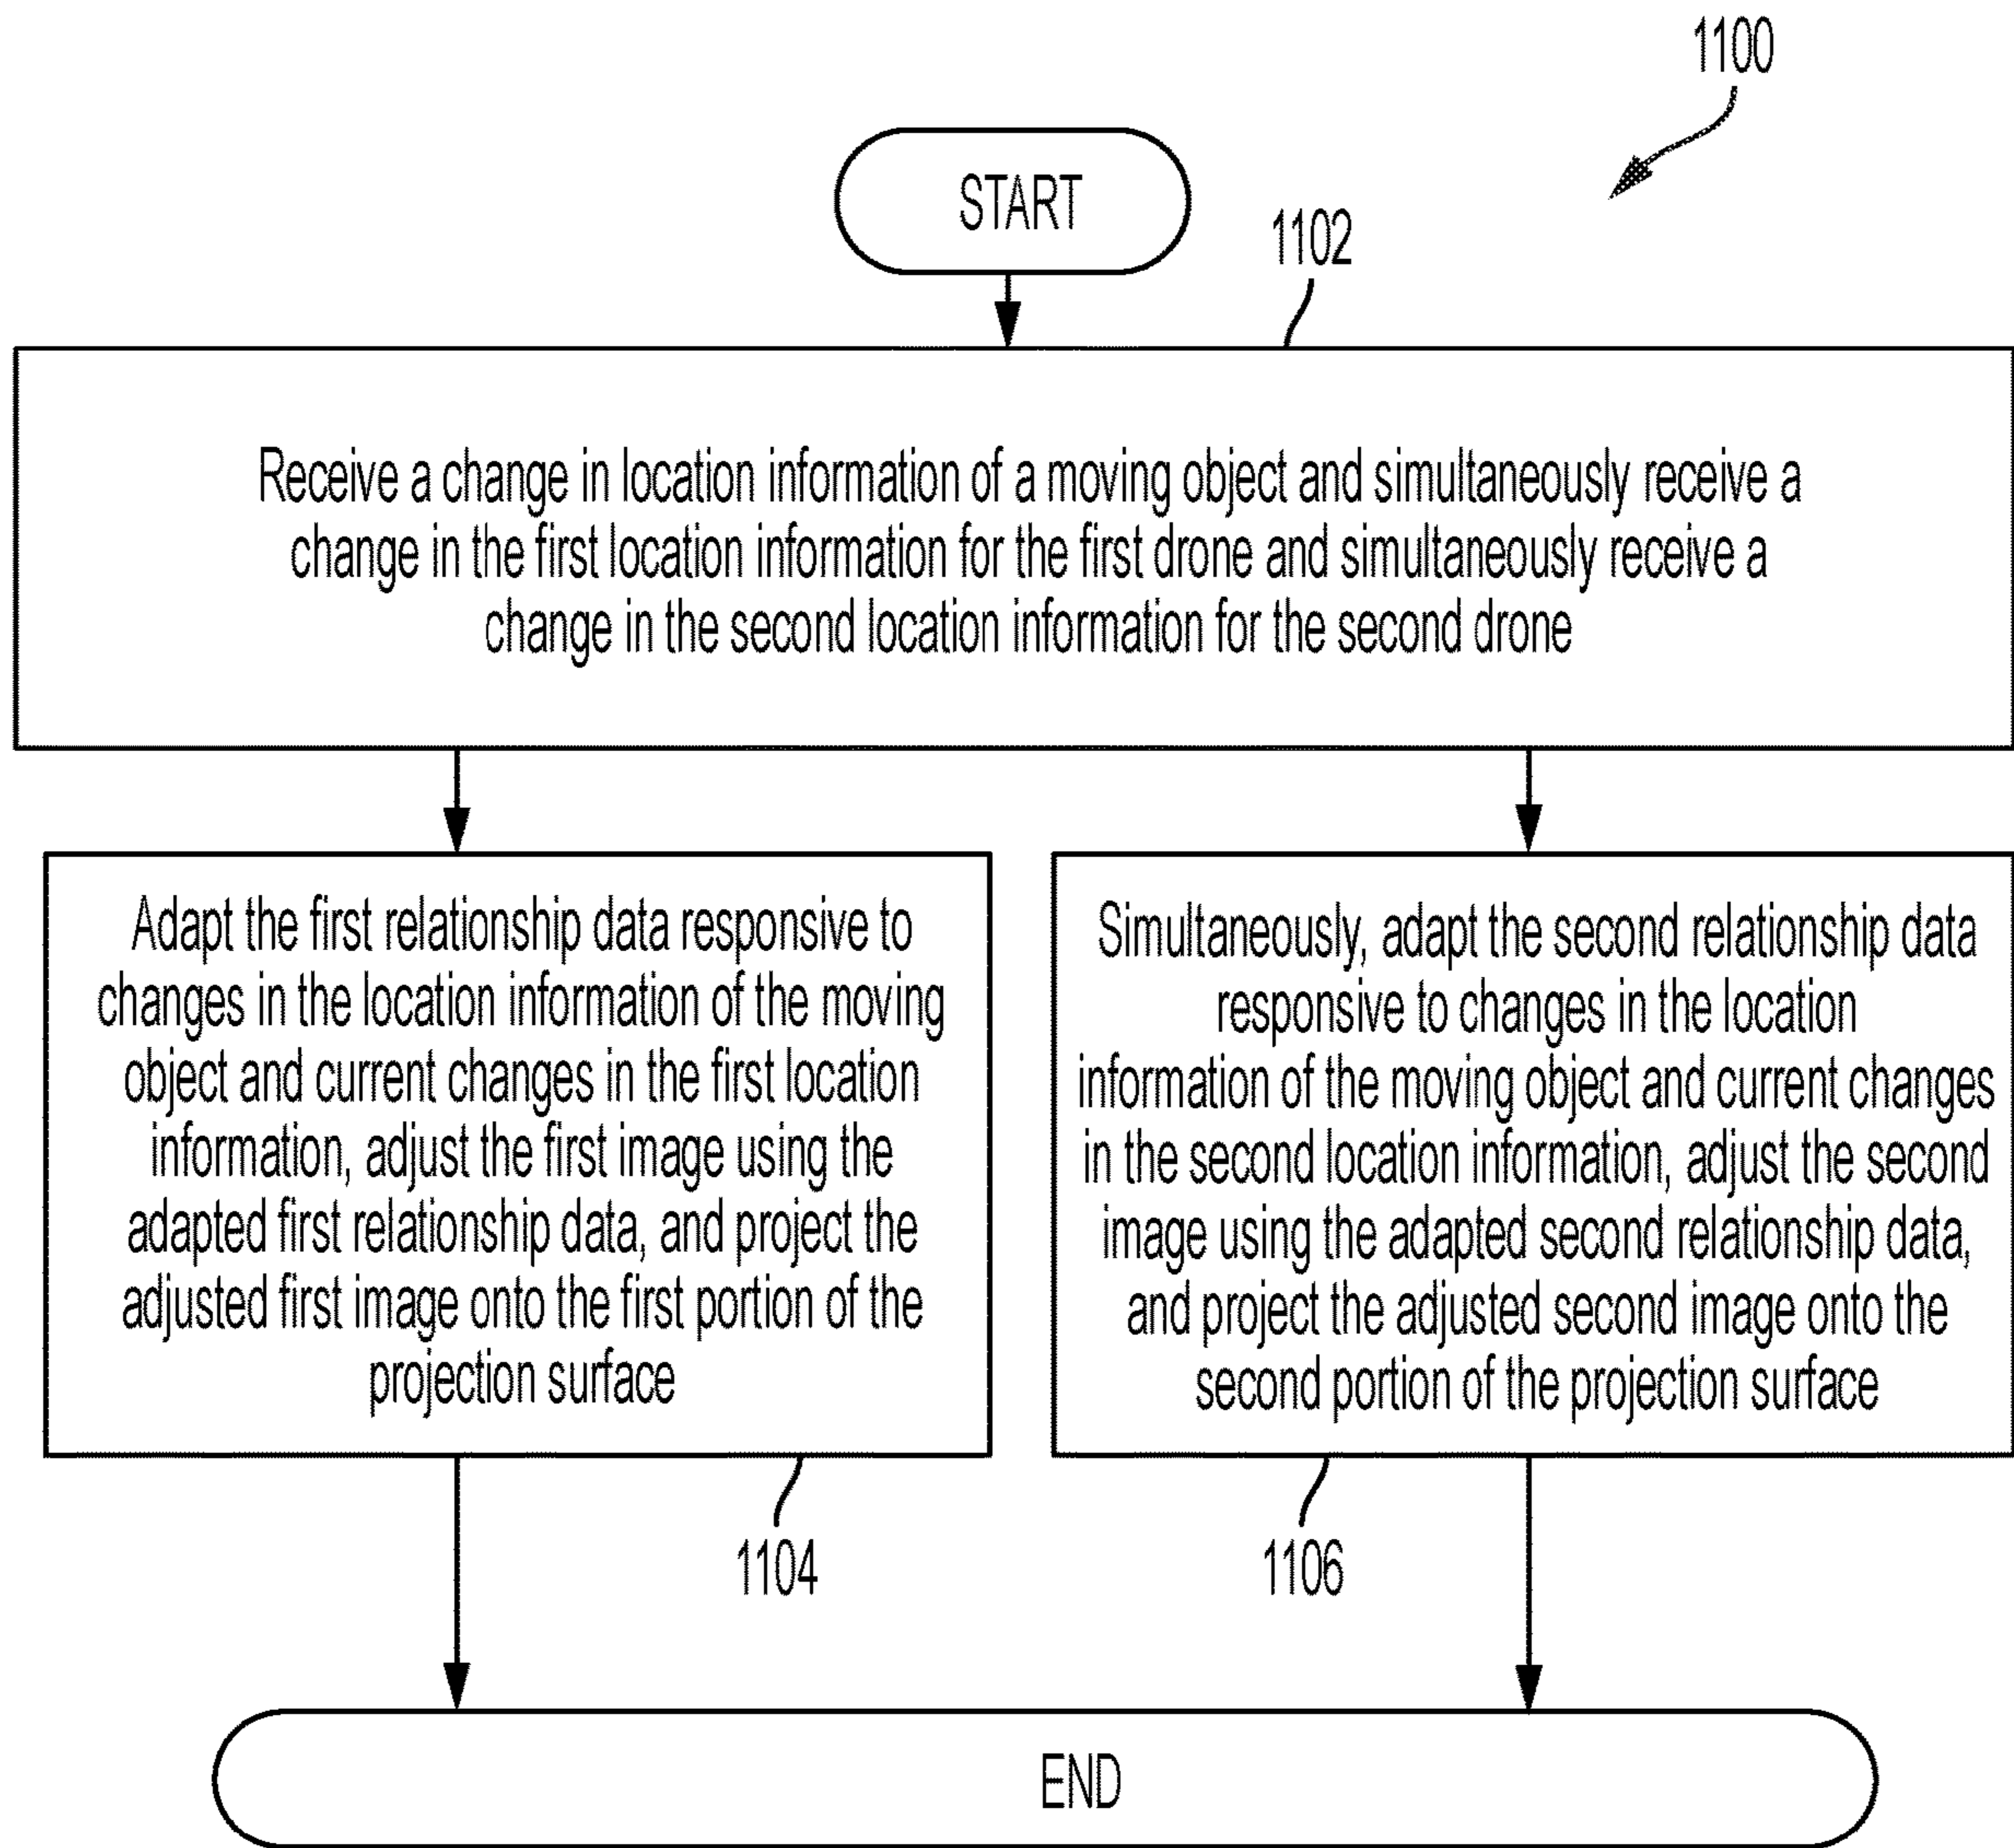 1100
START
1102
Receive a change in location information of a moving object and simultaneously receive a
change in the first location information for the first drone and simultaneously receive a
change in the second location information for the second drone
Adapt the first relationship data responsive to
changes in the location information of the moving
object and current changes in the first location
information, adjust the first image using the
adapted first relationship data, and project the
adjusted first image onto the first portion of the
projection surface
1104
Simultaneously, adapt the second relationship data
responsive to changes in the location
information of the moving object and current changes
in the second location information, adjust the second
image using the adapted second relationship data,
and project the adjusted second image onto the
second portion of the projection surface
1106
END